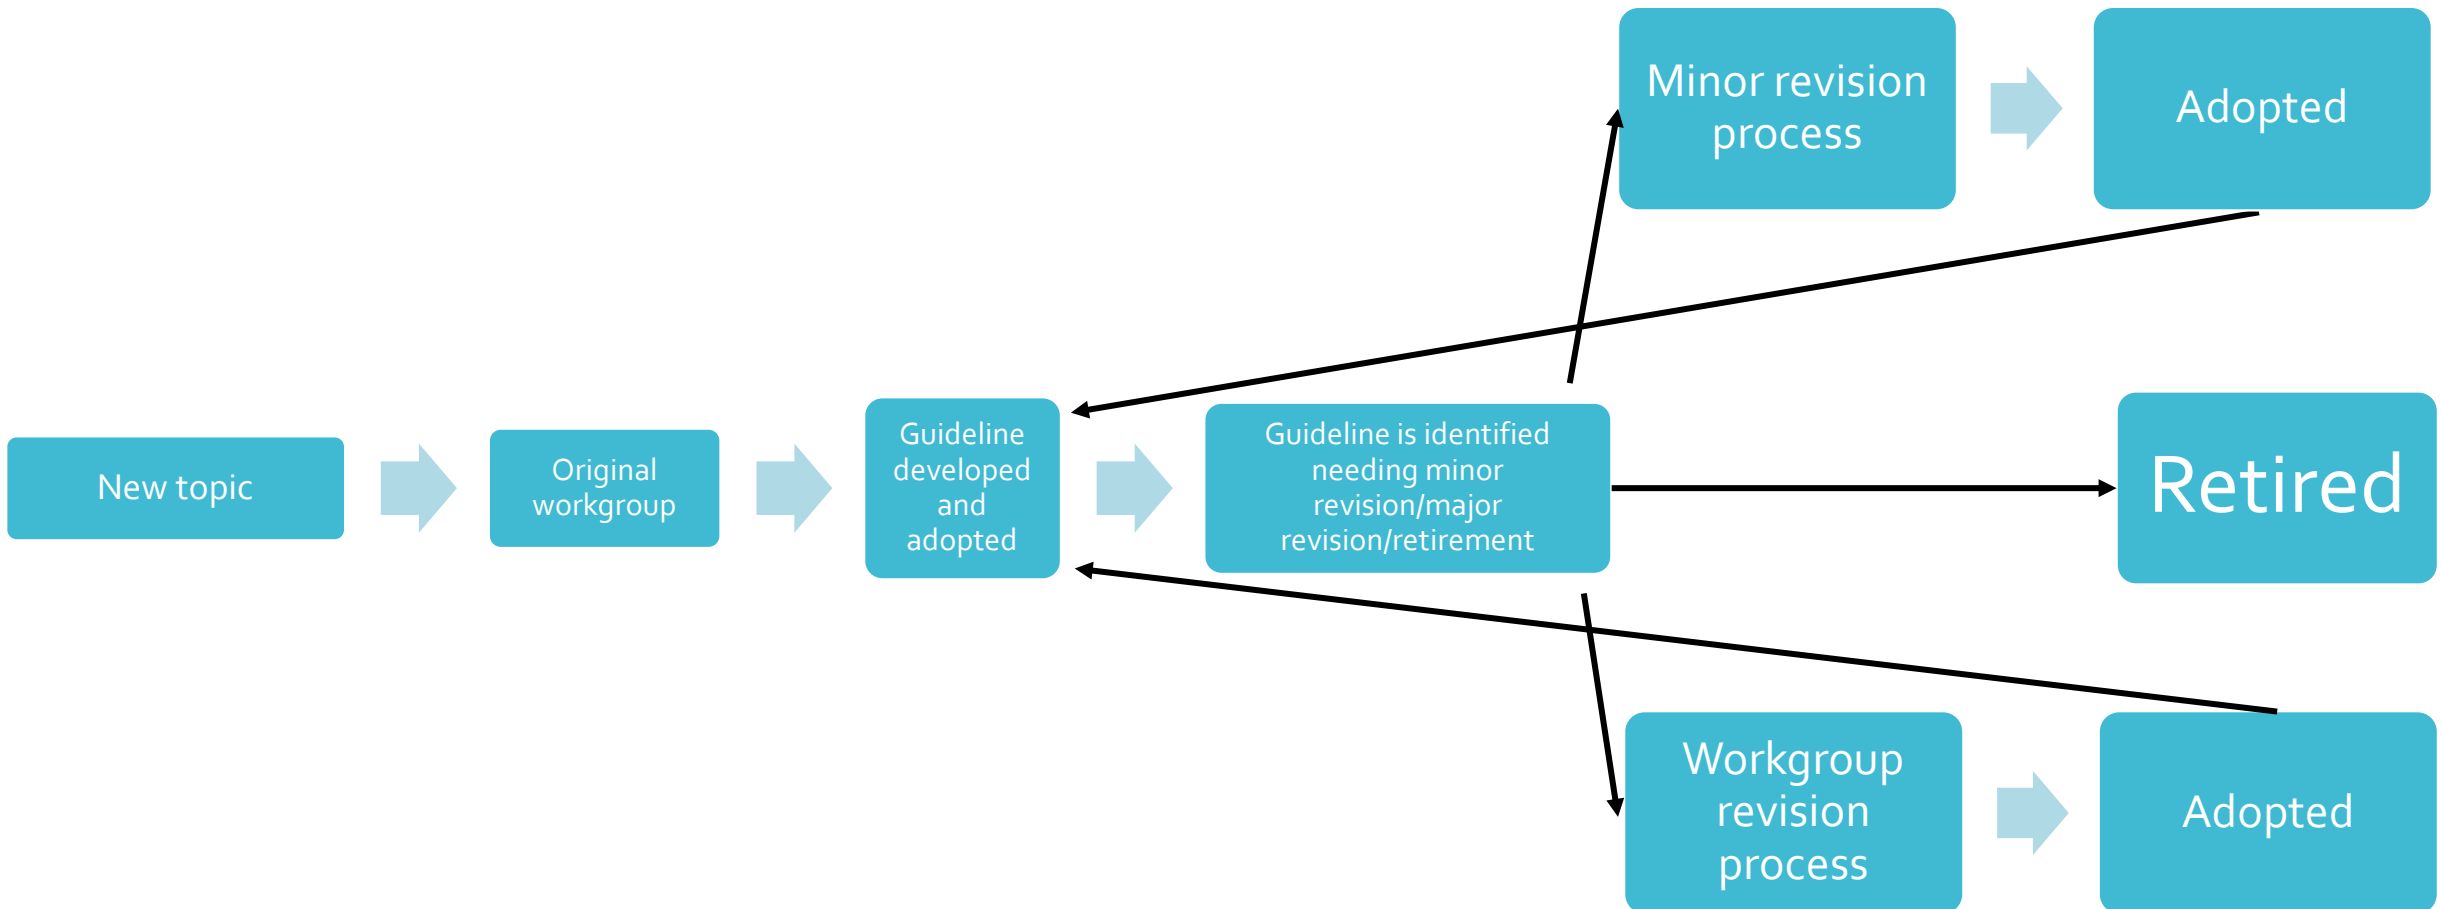 Minor revision
process
Adopted
New topic
Original
workgroup
Guideline
developed
and
adopted
Guideline is identified
needing minor
revision/major
revision/retirement
Retired
Workgroup
revision
process
Adopted